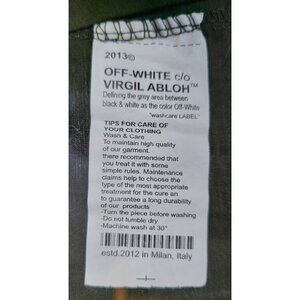 2013©
OFF-WHITE c/o
VIRGIL ABLOH™
Defining the grey area between
black & white as the color Off-White
"washcare LABEL"
TIPS FOR CARE OF
YOUR CLOTHING
Wash & Care
To maintain high quality
of our garment.
there recommended that
you treat it with some
simple rules. Maintenance
claims help to choose the
type of the most appropriate
treatment for the cure an
to guarantee a long durability
of our products
-Turn the piece before washing
-Do not tumble dry
-Machine wash at 30°
estd.2012 in Milan, Italy